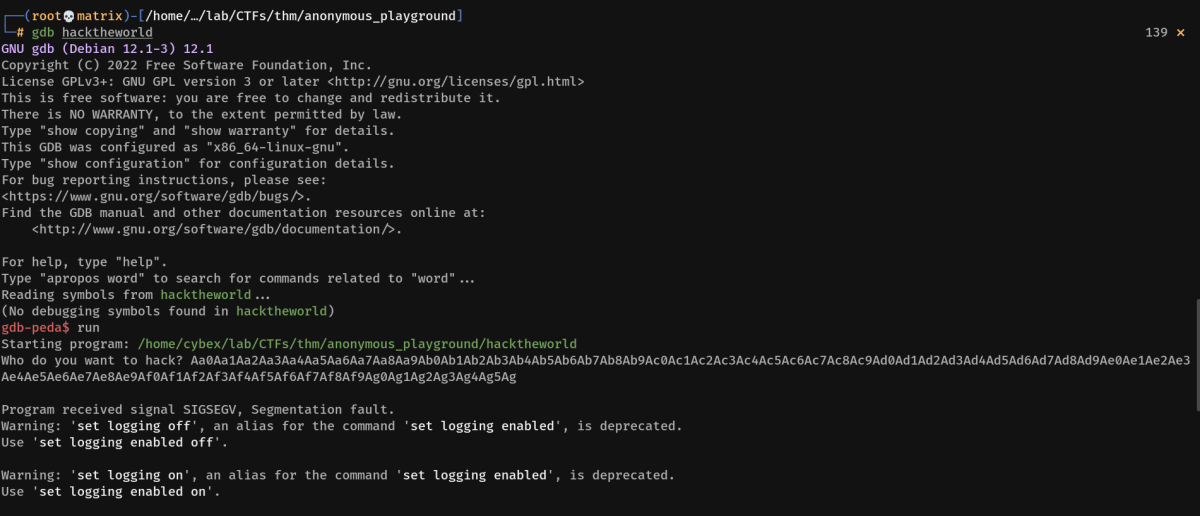 ┌──(root💀matrix)-[/home/…/lab/CTFs/thm/anonymous_playground]
└─# gdb hacktheworld 139 ⨯
GNU gdb (Debian 12.1-3) 12.1
Copyright (C) 2022 Free Software Foundation, Inc.
License GPLv3+: GNU GPL version 3 or later <http://gnu.org/licenses/gpl.html>
This is free software: you are free to change and redistribute it.
There is NO WARRANTY, to the extent permitted by law.
Type "show copying" and "show warranty" for details.
This GDB was configured as "x86_64-linux-gnu".
Type "show configuration" for configuration details.
For bug reporting instructions, please see:
<https://www.gnu.org/software/gdb/bugs/>.
Find the GDB manual and other documentation resources online at:
    <http://www.gnu.org/software/gdb/documentation/>.

For help, type "help".
Type "apropos word" to search for commands related to "word"...
Reading symbols from hacktheworld...
(No debugging symbols found in hacktheworld)
gdb-peda$ run
Starting program: /home/cybex/lab/CTFs/thm/anonymous_playground/hacktheworld
Who do you want to hack? Aa0Aa1Aa2Aa3Aa4Aa5Aa6Aa7Aa8Aa9Ab0Ab1Ab2Ab3Ab4Ab5Ab6Ab7Ab8Ab9Ac0Ac1Ac2Ac3Ac4Ac5Ac6Ac7Ac8Ac9Ad0Ad1Ad2Ad3Ad4Ad5Ad6Ad7Ad8Ad9Ae0Ae1Ae2Ae3
Ae4Ae5Ae6Ae7Ae8Ae9Af0Af1Af2Af3Af4Af5Af6Af7Af8Af9Ag0Ag1Ag2Ag3Ag4Ag5Ag

Program received signal SIGSEGV, Segmentation fault.
Warning: 'set logging off', an alias for the command 'set logging enabled', is deprecated.
Use 'set logging enabled off'.

Warning: 'set logging on', an alias for the command 'set logging enabled', is deprecated.
Use 'set logging enabled on'.